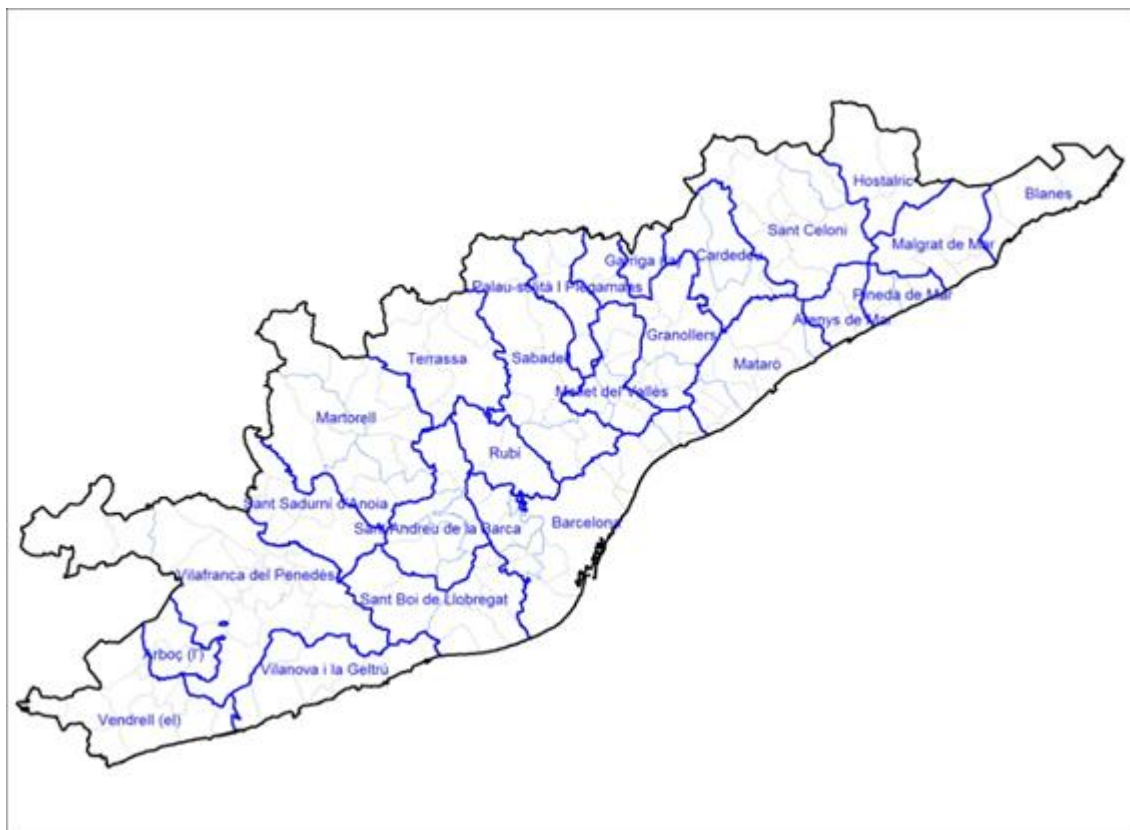 Hostalric
Blanes
Sant Celoni
Malgrat de Mar
Cardedeu
Palau-solità I Plegamans
Pineda de Mar
Arenys de Mar
Granollers
Terrassa
Sabadell
Mataró
Mollet del Vallès
Martorell
Rubí
Sant Sadurní d'Anoia
Sant Andreu de la Barca
Barcelona
Vilafranca del Penedès
Sant Boi de Llobregat
Arboç (l')
Vilanova i la Geltrú
Vendrell (el)